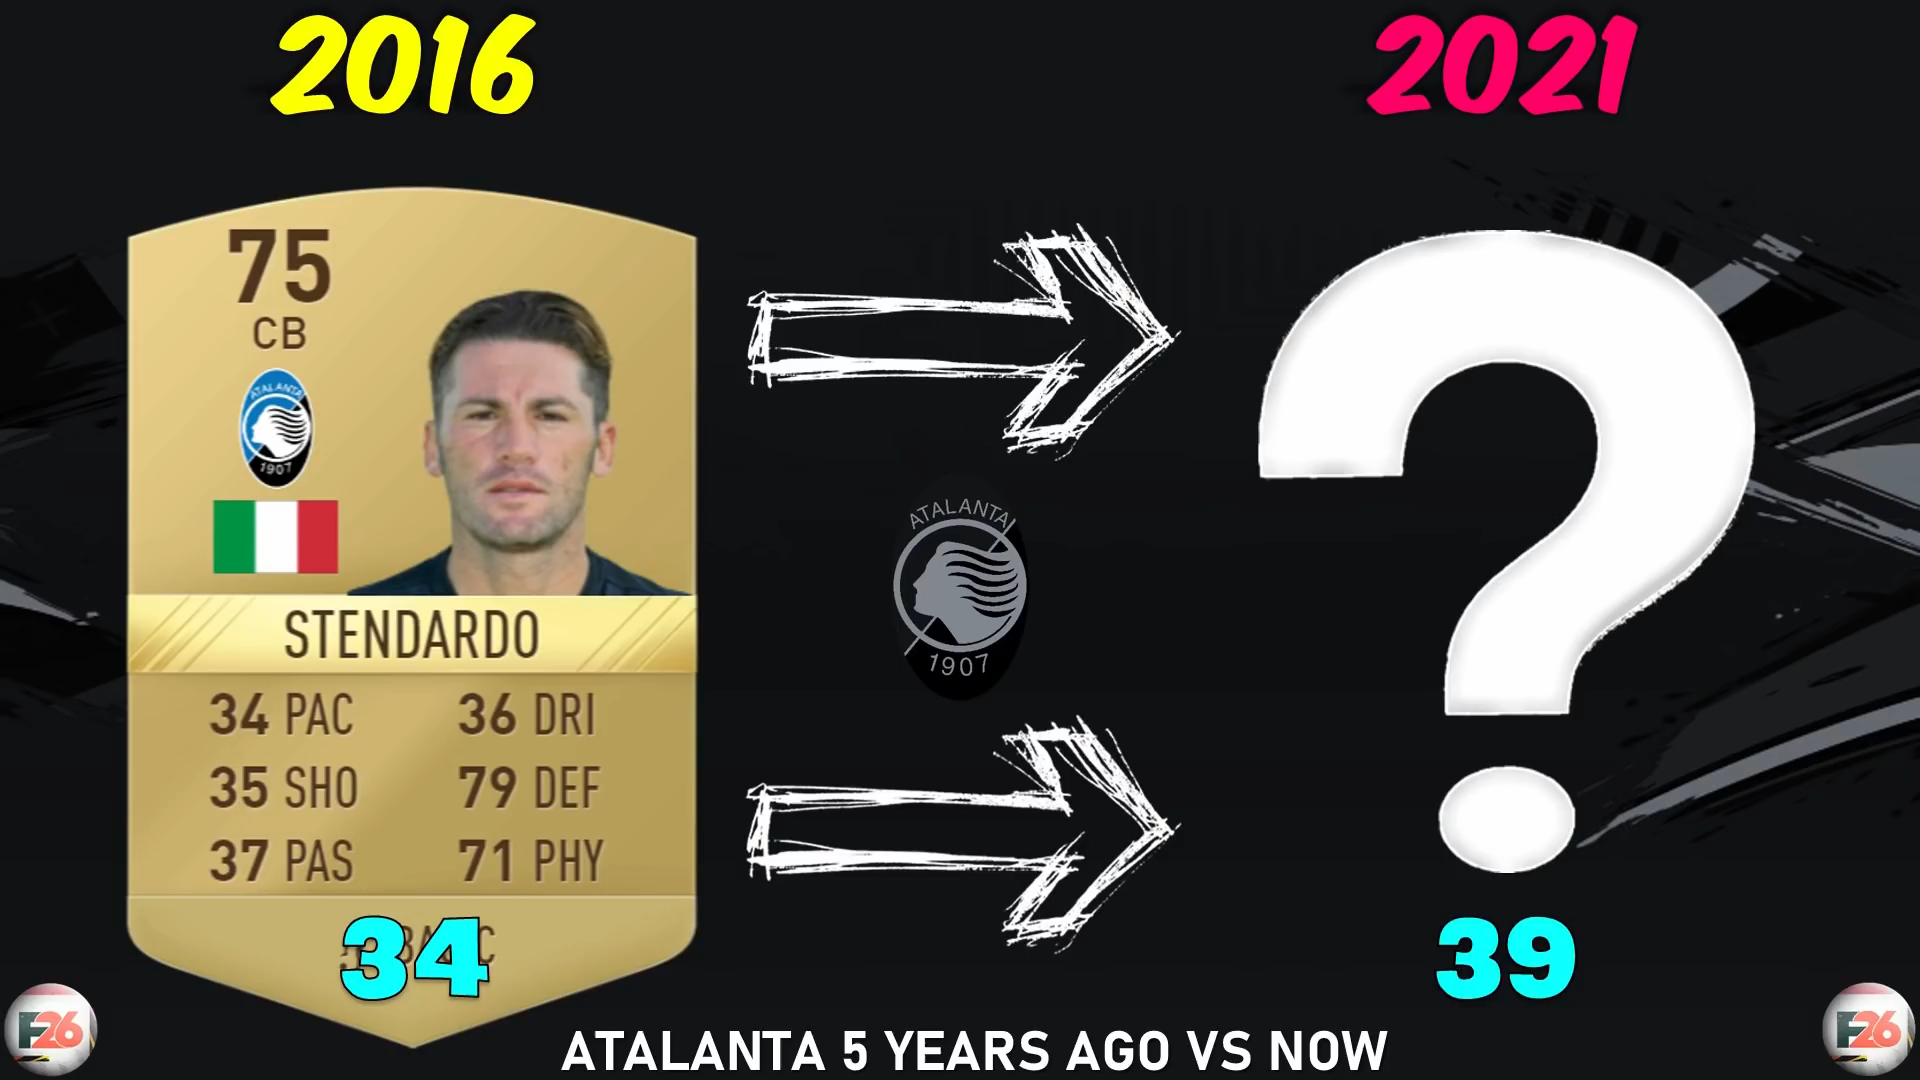 2016
2021
75
CB
ATALANTA
1907
STENDARDO
34 PAC 36 DRI
35 SHO 79 DEF
37 PAS 71 PHY
ATALANTA
1907
34
39
F26
ATALANTA 5 YEARS AGO VS NOW
F26